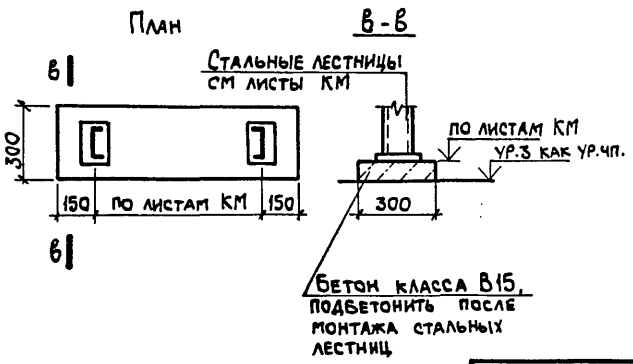 План
в-в
Стальные лестницы
см листы КМ
в
300
150
по листам КМ
150
в
по листам КМ
ур.з как ур.чп.
300
Бетон класса В15,
подбетонить после
монтажа стальных
лестниц